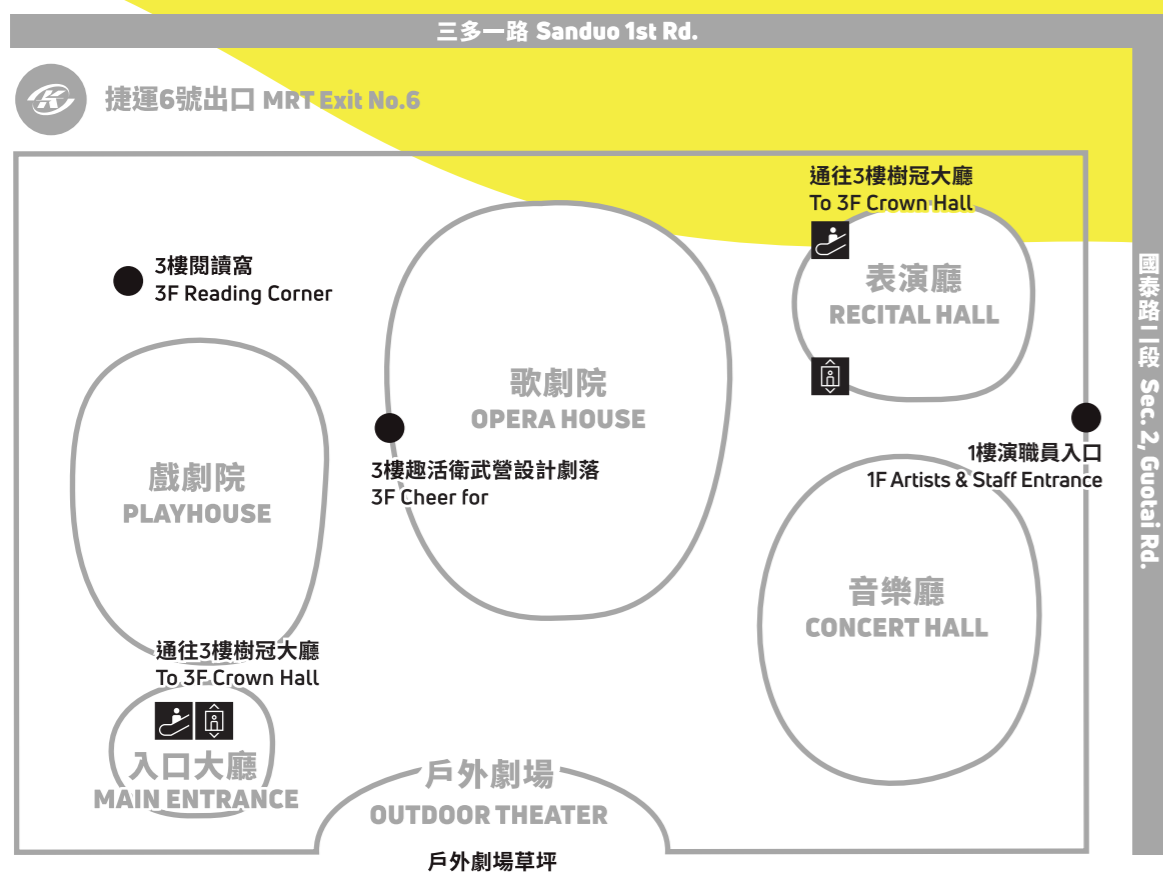 三多一路 Sanduo 1st Rd.
捷運6號出口 MRT Exit No.6
通往3樓樹冠大廳
To 3F Crown Hall
表演廳
RECITAL HALL
3樓閱讀窩
3F Reading Corner
國泰路二段 Sec. 2, Guotai Rd.
歌劇院
OPERA HOUSE
3樓趣活衛武營設計劇落
3F Cheer for
1樓演職員入口
1F Artists & Staff Entrance
戲劇院
PLAYHOUSE
音樂廳
CONCERT HALL
通往3樓樹冠大廳
To 3F Crown Hall
入口大廳
MAIN ENTRANCE
戶外劇場
OUTDOOR THEATER
戶外劇場草坪